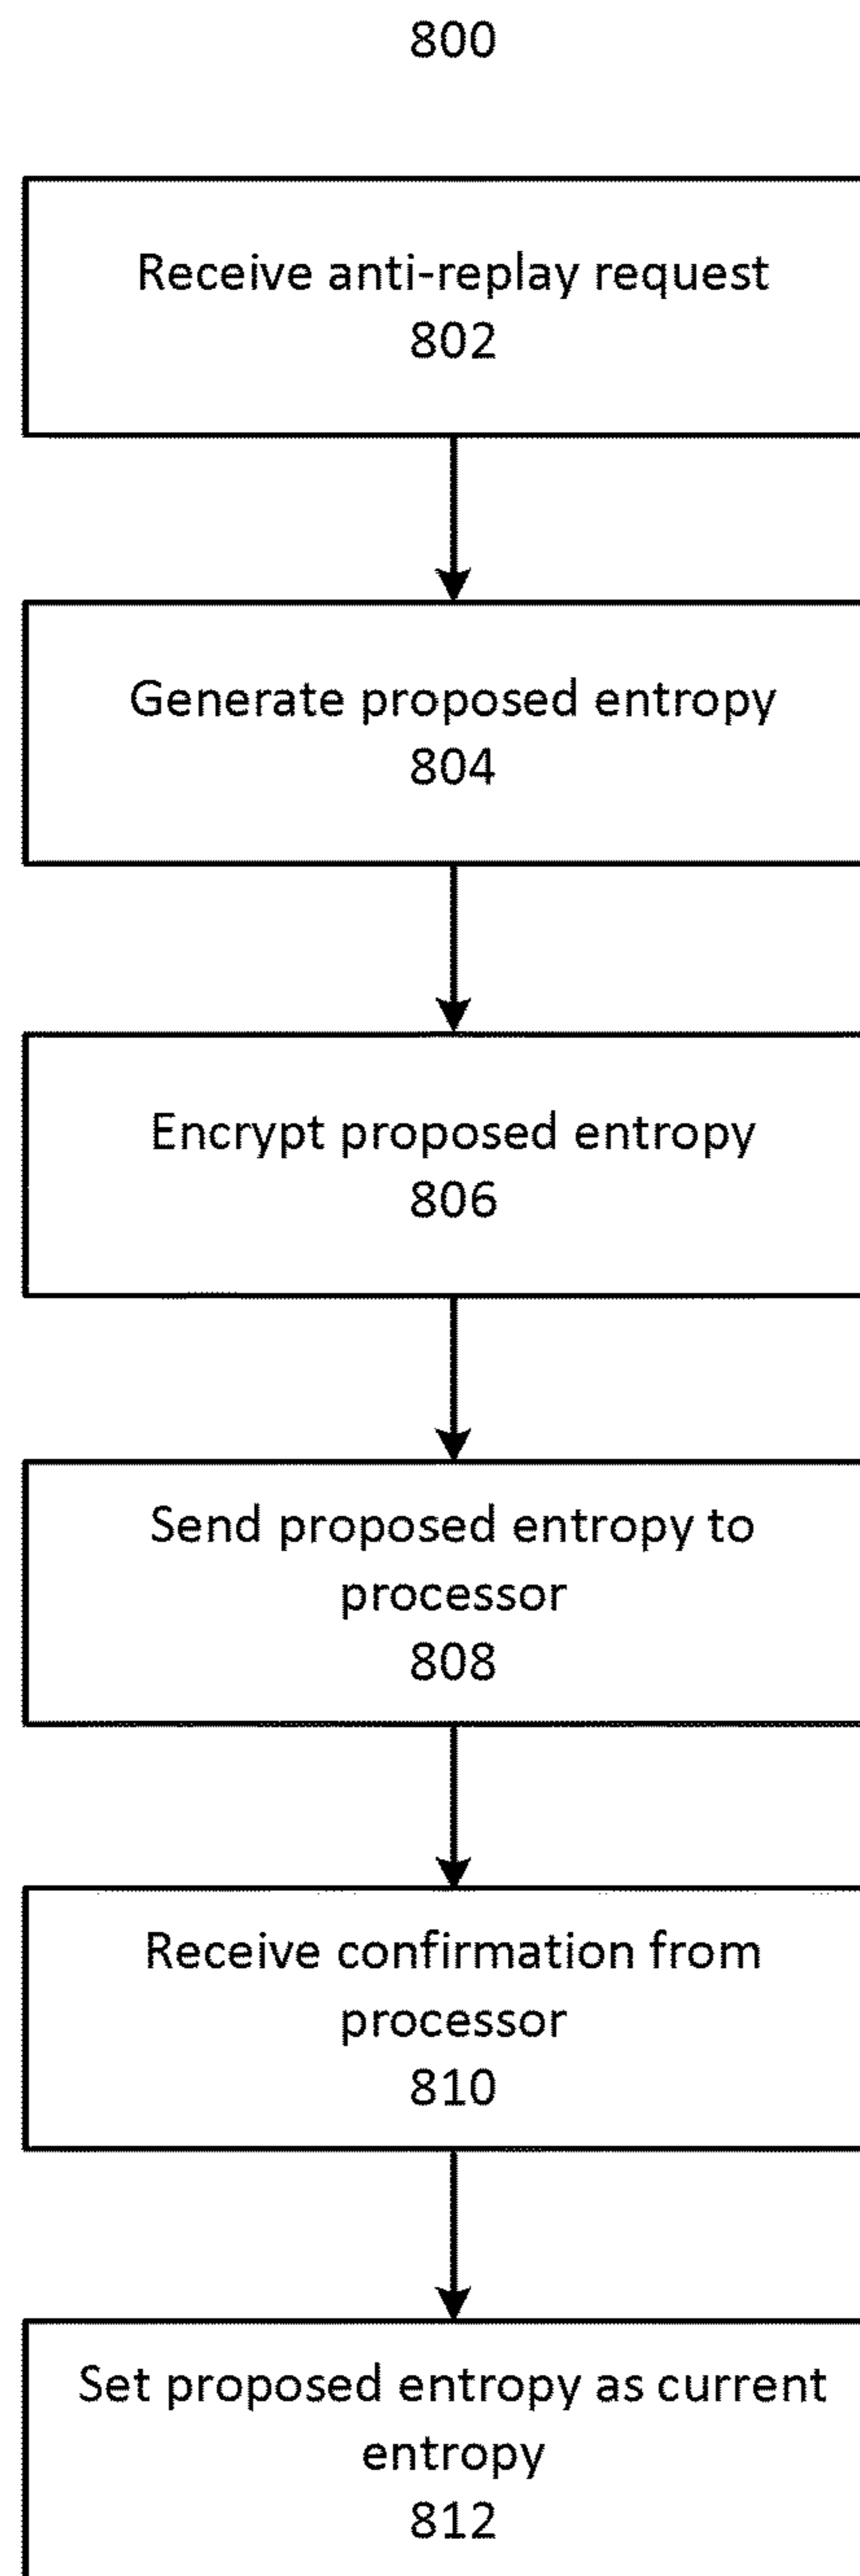 800
Receive anti-replay request
802
Generate proposed entropy
804
Encrypt proposed entropy
806
Send proposed entropy to
processor
808
Receive confirmation from
processor
810
Set proposed entropy as current
entropy
812